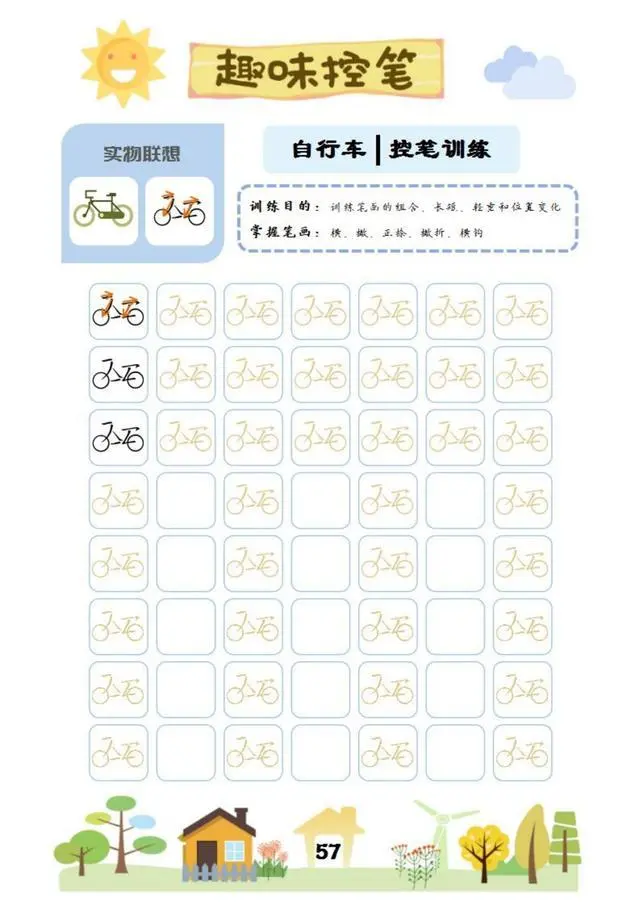 趣味控笔
实物联想
自行车|控笔训练
训练目的：训练笔画的组合、长短、轻重和位置变化
掌握笔画：横、撇、正捺、撇折、横钩
57